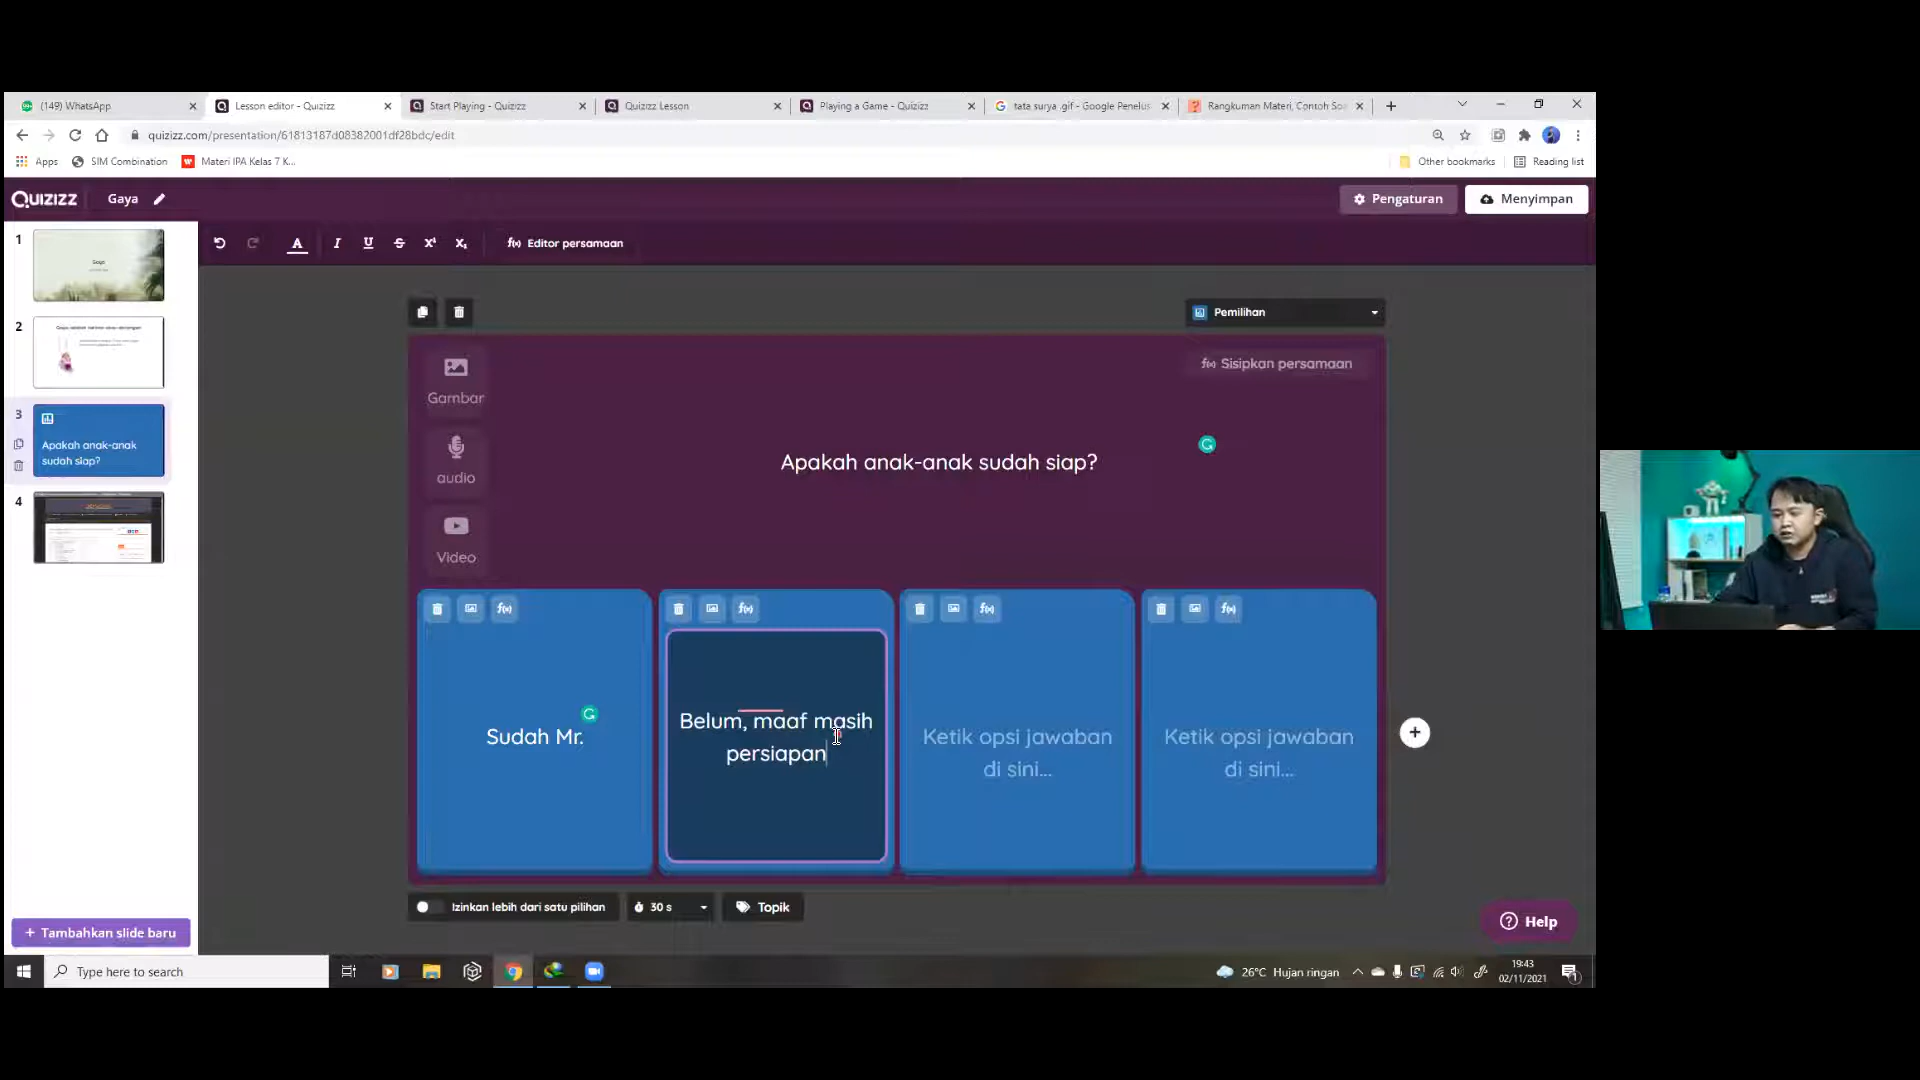 (149) WhatsApp
Lesson editor - Quizizz
Start Playing - Quizizz
Quizizz Lesson
Playing a Game - Quizizz
tata surya .gif - Google Penelus
Rangkuman Materi, Contoh Soa
quizizz.com/presentation/61813187d08382001df28bdc/edit
Apps
SIM Combination
Materi IPA Kelas 7 K...
Other bookmarks
Reading list
QUIZIZZ
Gaya
Pengaturan
Menyimpan
Editor persamaan
1
2
3
Apakah anak-anak
sudah siap?
4
Pemilihan
Gambar
audio
Video
f(x) Sisipkan persamaan
Apakah anak-anak sudah siap?
Sudah Mr.
Belum, maaf masih
persiapan
Ketik opsi jawaban
di sini...
Ketik opsi jawaban
di sini...
Izinkan lebih dari satu pilihan
30 s
Topik
+ Tambahkan slide baru
Help
Type here to search
26°C Hujan ringan
19:43
02/11/2021